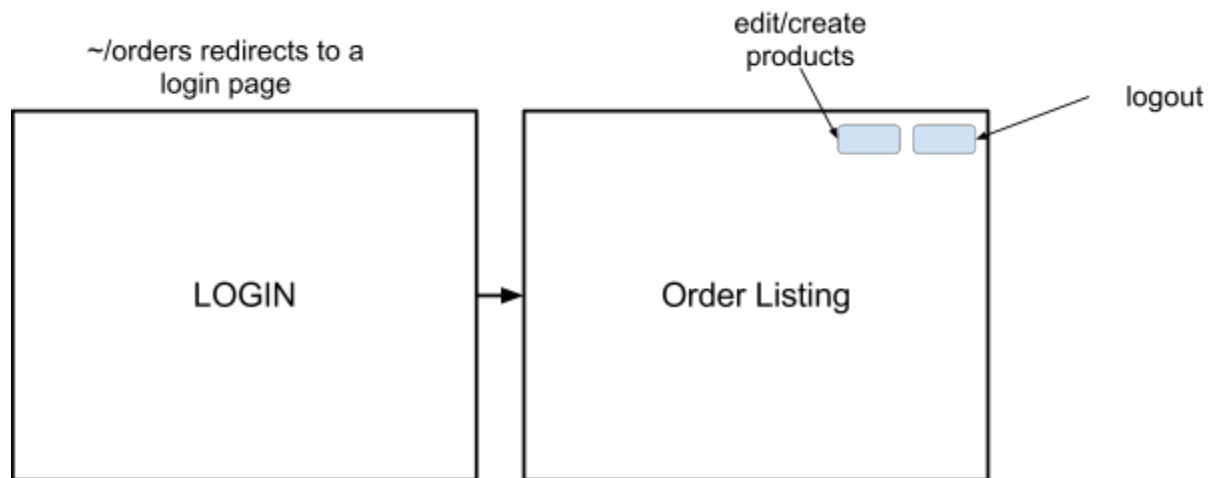 ~/orders redirects to a
login page
edit/create
products
logout
LOGIN
Order Listing